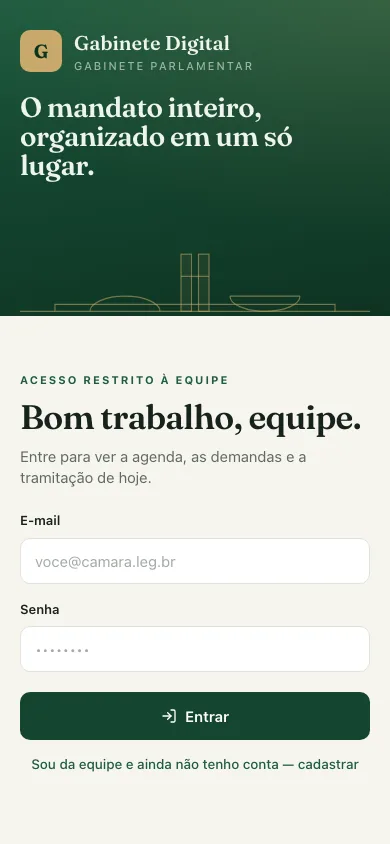 G
Gabinete Digital
GABINETE PARLAMENTAR
O mandato inteiro,
organizado em um só
lugar.
ACESSO RESTRITO À EQUIPE
Bom trabalho, equipe.
Entre para ver a agenda, as demandas e a
tramitação de hoje.
E-mail
voce@camara.leg.br
Senha
••••••••
Entrar
Sou da equipe e ainda não tenho conta — cadastrar